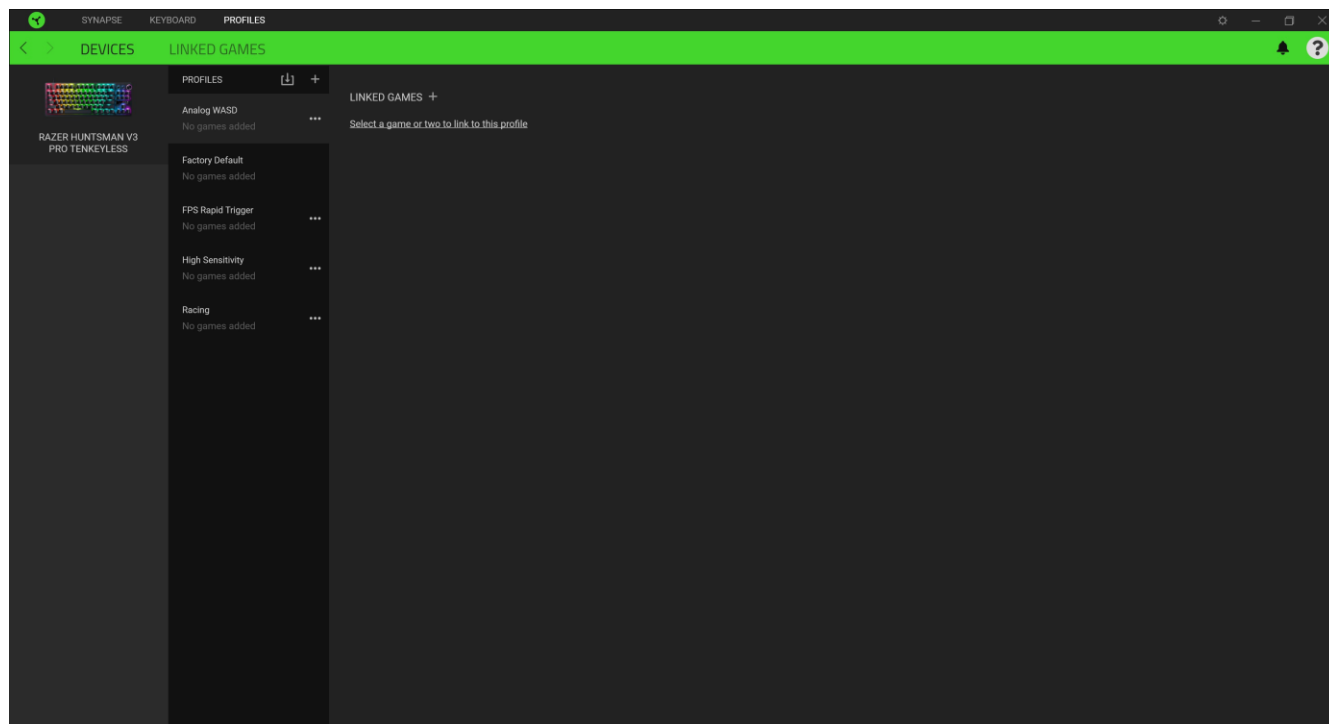 SYNAPSE KEYBOARD PROFILES
DEVICES LINKED GAMES
?
RAZER HUNTSMAN V3
PRO TENKEYLESS
PROFILES
Analog WASD
No games added
Factory Default
No games added
FPS Rapid Trigger
No games added
High Sensitivity
No games added
Racing
No games added
LINKED GAMES +
Select a game or two to link to this profile